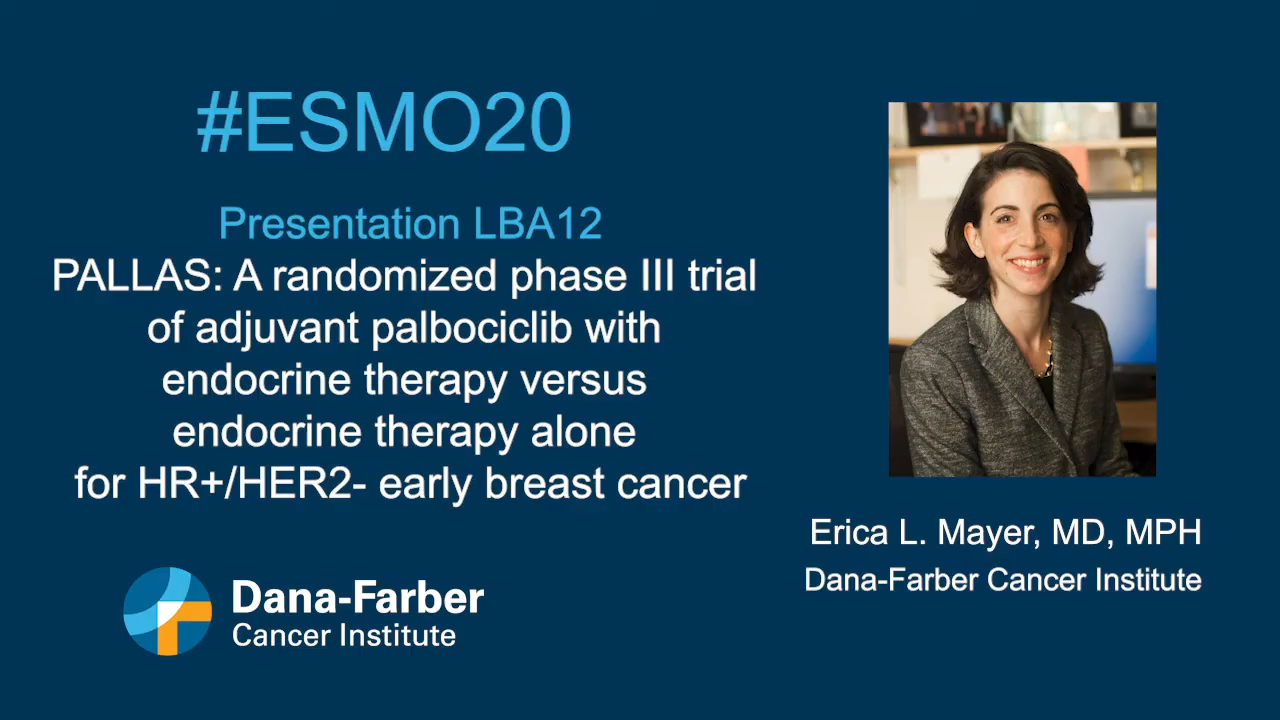 #ESMO20
Presentation LBA12
PALLAS: A randomized phase III trial
of adjuvant palbociclib with
endocrine therapy versus
endocrine therapy alone
for HR+/HER2- early breast cancer
Erica L. Mayer, MD, MPH
Dana-Farber Cancer Institute
Dana-Farber
Cancer Institute